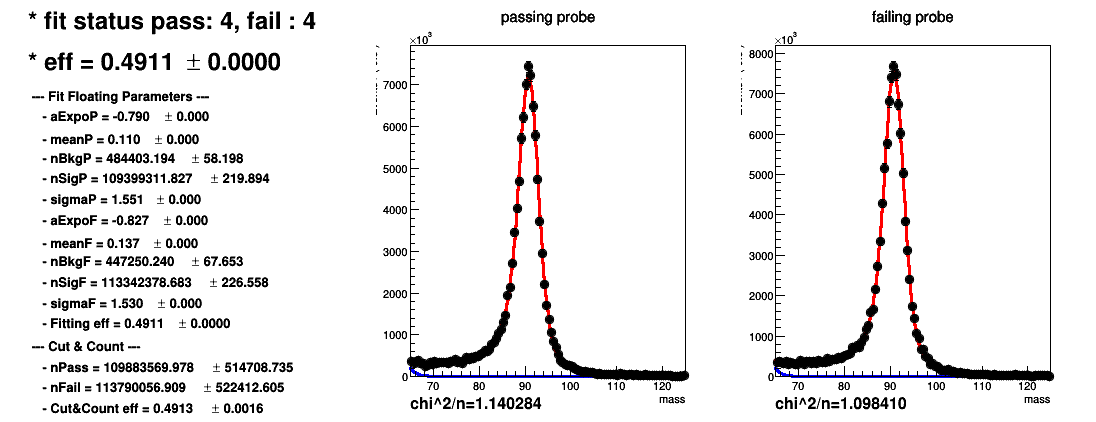 * fit status pass: 4, fail : 4
* eff = 0.4911 ± 0.0000
--- Fit Floating Parameters ---
- aExpoP = -0.790 ± 0.000
- meanP = 0.110 ± 0.000
- nBkgP = 484403.194 ± 58.198
- nSigP = 109399311.827 ± 219.894
- sigmaP = 1.551 ± 0.000
- aExpoF = -0.827 ± 0.000
- meanF = 0.137 ± 0.000
- nBkgF = 447250.240 ± 67.653
- nSigF = 113342378.683 ± 226.558
- sigmaF = 1.530 ± 0.000
- Fitting eff = 0.4911 ± 0.0000
--- Cut & Count ---
- nPass = 109883569.978 ± 514708.735
- nFail = 113790056.909 ± 522412.605
- Cut&Count eff = 0.4913 ± 0.0016
passing probe
×10³
7000
6000
5000
4000
3000
2000
1000
0
70 80 90 100 110 120
mass
chi^2/n=1.140284
failing probe
×10³
8000
7000
6000
5000
4000
3000
2000
1000
0
70 80 90 100 110 120
mass
chi^2/n=1.098410